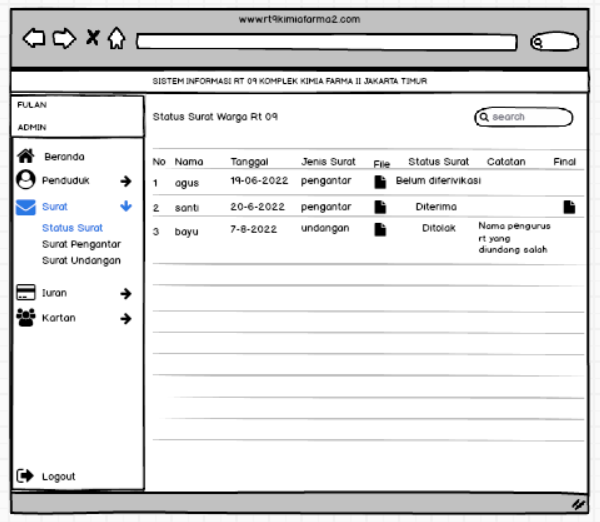 www.rt9kimiafarma2.com
SISTEM INFORMASI RT 09 KOMPLEK KIMIA FARMA II JAKARTA TIMUR
FULAN
ADMIN
Beranda
Penduduk
Surat
Status Surat
Surat Pengantar
Surat Undangan
Iuran
Kartan
Logout
Status Surat Warga Rt 09
search
No Nama Tanggal Jenis Surat File Status Surat Catatan Final
1 agus 19-06-2022 pengantar Belum diferivikasi
2 santi 20-6-2022 pengantar Diterima
3 bayu 7-8-2022 undangan Ditolak Nama pengurus
rt yang
diundang salah